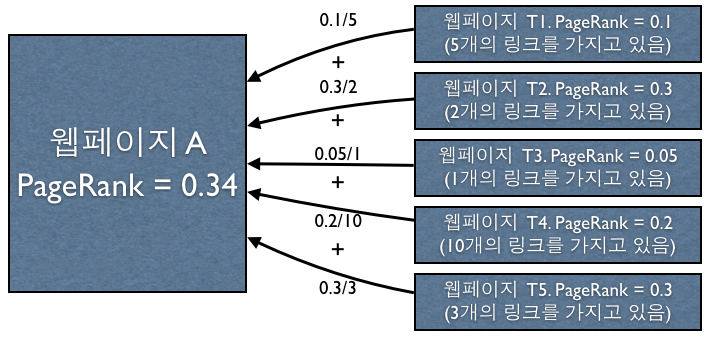 웹페이지 A
PageRank = 0.34
0.1/5
+
0.3/2
+
0.05/1
+
0.2/10
+
0.3/3
웹페이지 T1. PageRank = 0.1
(5개의 링크를 가지고 있음)
웹페이지 T2. PageRank = 0.3
(2개의 링크를 가지고 있음)
웹페이지 T3. PageRank = 0.05
(1개의 링크를 가지고 있음)
웹페이지 T4. PageRank = 0.2
(10개의 링크를 가지고 있음)
웹페이지 T5. PageRank = 0.3
(3개의 링크를 가지고 있음)